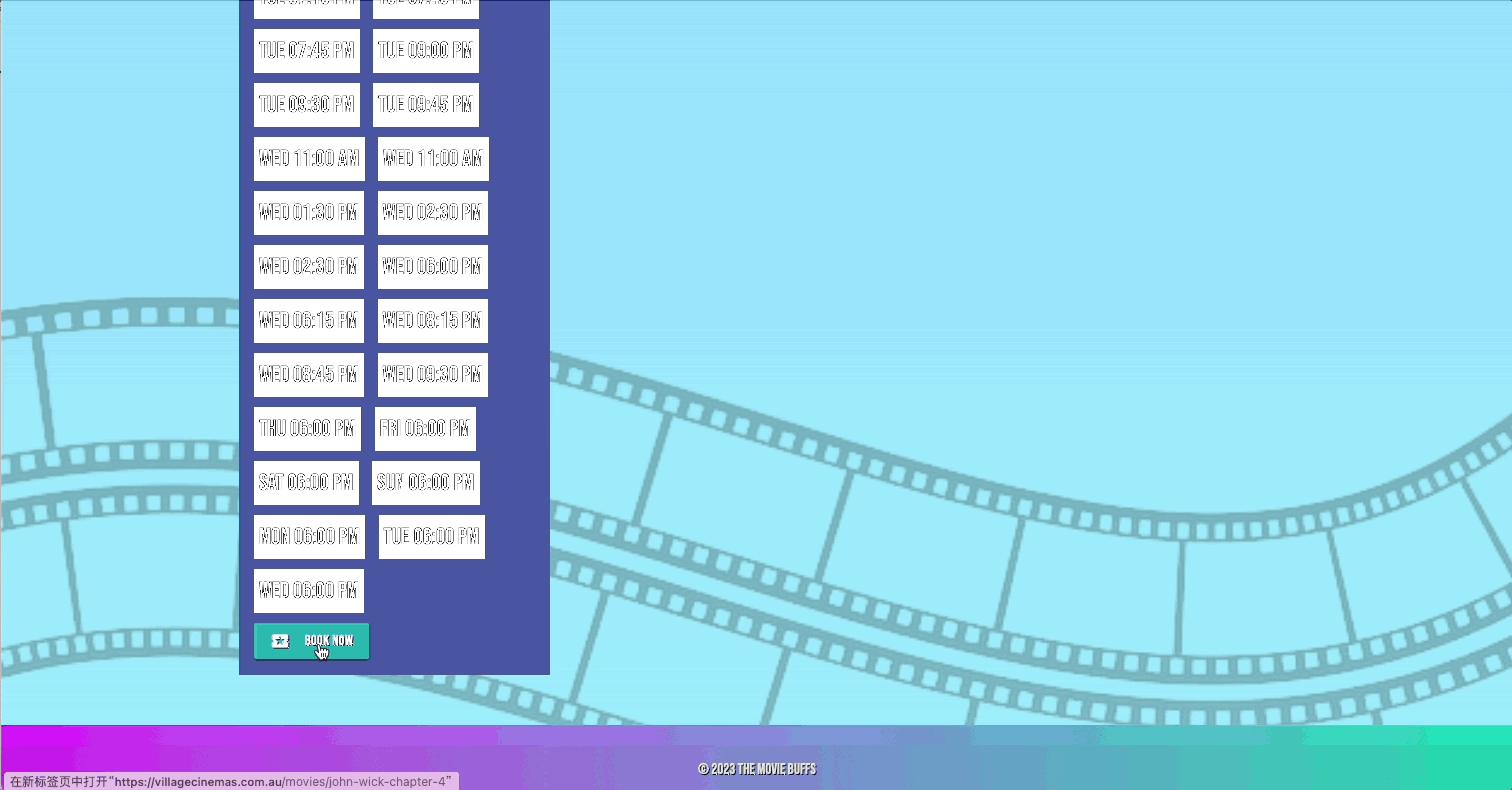 TUE 07:45 PM TUE 09:00 PM
TUE 09:30 PM TUE 09:45 PM
WED 11:00 AM WED 11:00 AM
WED 01:30 PM WED 02:30 PM
WED 02:30 PM WED 06:00 PM
WED 06:15 PM WED 08:15 PM
WED 08:45 PM WED 09:30 PM
THU 06:00 PM FRI 06:00 PM
SAT 06:00 PM SUN 06:00 PM
MON 06:00 PM TUE 06:00 PM
WED 06:00 PM
BOOK NOW
© 2023 THE MOVIE BUFFS
在新标签页中打开“https://villagecinemas.com.au/movies/john-wick-chapter-4”